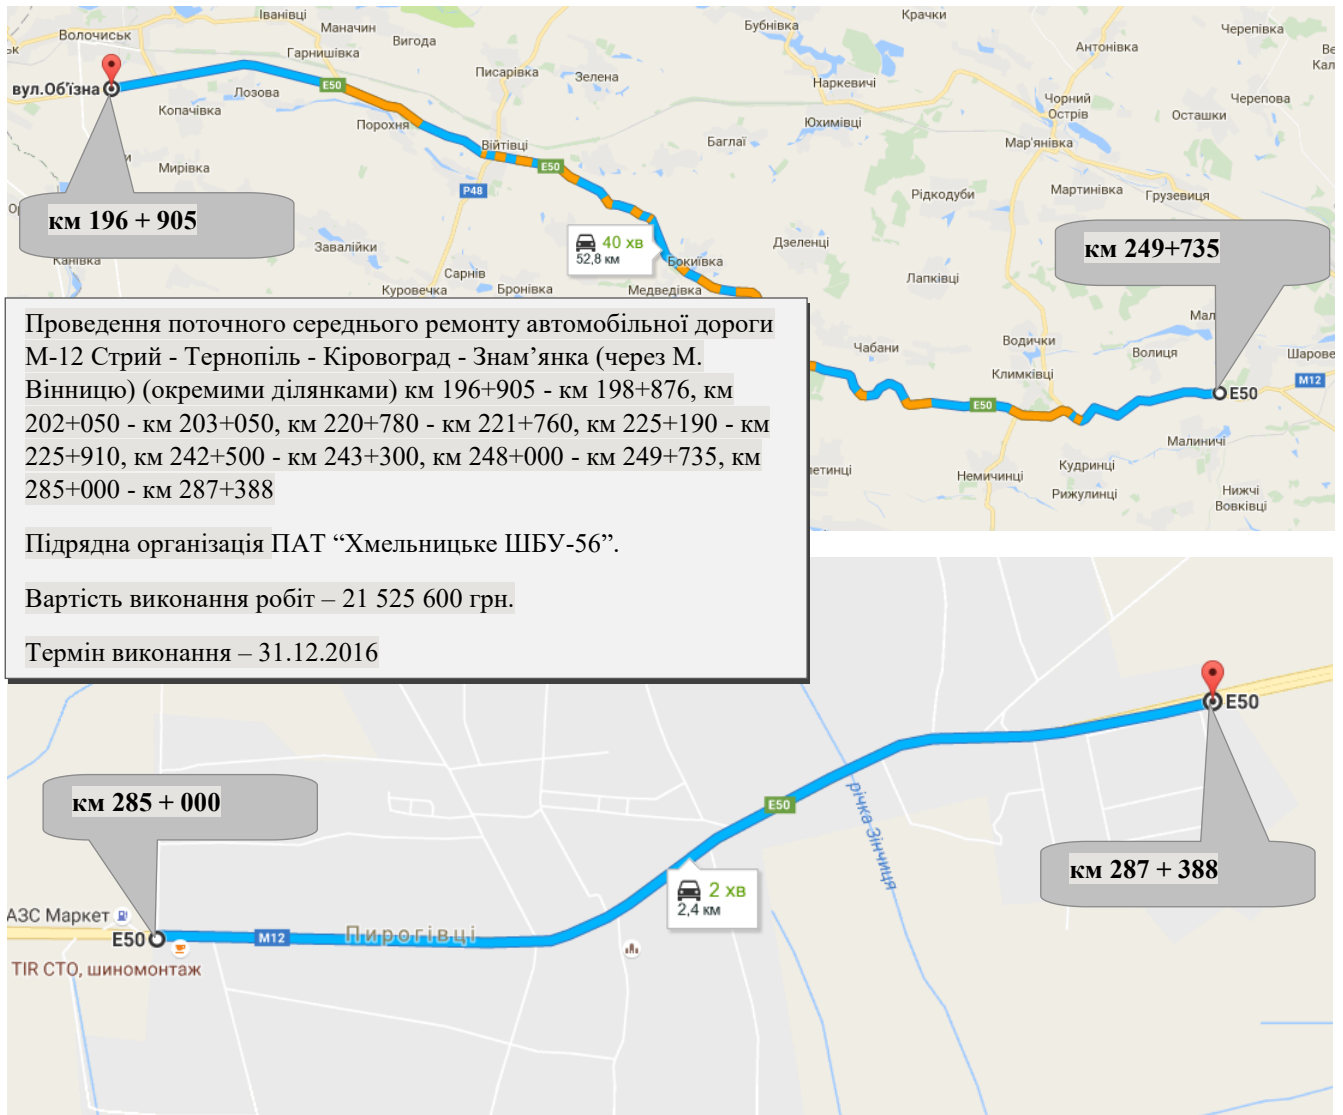 Іванівці
Крачки
Маначин
Бубнівка
Черепівка
Волочиськ
Вигода
Антонівка
Гарнишівка
Писарівка
Зелена
Наркевичі
вул.Об'їзна
E50
Лозова
Копачівка
Чорний
Острів
Черепова
Осташки
Порохня
Юхимівці
Війтівці
Баглаї
Мар'янівка
Мирівка
E50
P48
Рідкодуби
Мартинівка
Грузевиця
км 196 + 905
40 хв
52,8 км
Завалійки
Дзеленці
км 249+735
Канівка
Сарнів
Бокиївка
Лапківці
Куровечка
Бронівка
Медведівка
Проведення поточного середнього ремонту автомобільної дороги
М-12 Стрий - Тернопіль - Кіровоград - Знам’янка (через М.
Вінницю) (окремими ділянками) км 196+905 - км 198+876, км
202+050 - км 203+050, км 220+780 - км 221+760, км 225+190 - км
225+910, км 242+500 - км 243+300, км 248+000 - км 249+735, км
285+000 - км 287+388
Підрядна організація ПАТ “Хмельницьке ШБУ-56”.
Вартість виконання робіт – 21 525 600 грн.
Термін виконання – 31.12.2016
Чабани
Водички
Волиця
Шарове
Климківці
M12
E50
E50
Малиничі
Немичинці
Кудринці
Рижулинці
Нижчі
Вовківці
E50
км 285 + 000
E50
річка Зінчиця
км 287 + 388
2 хв
2,4 км
АЗС Маркет
E50
M12
Пирогівці
TIR СТО, шиномонтаж